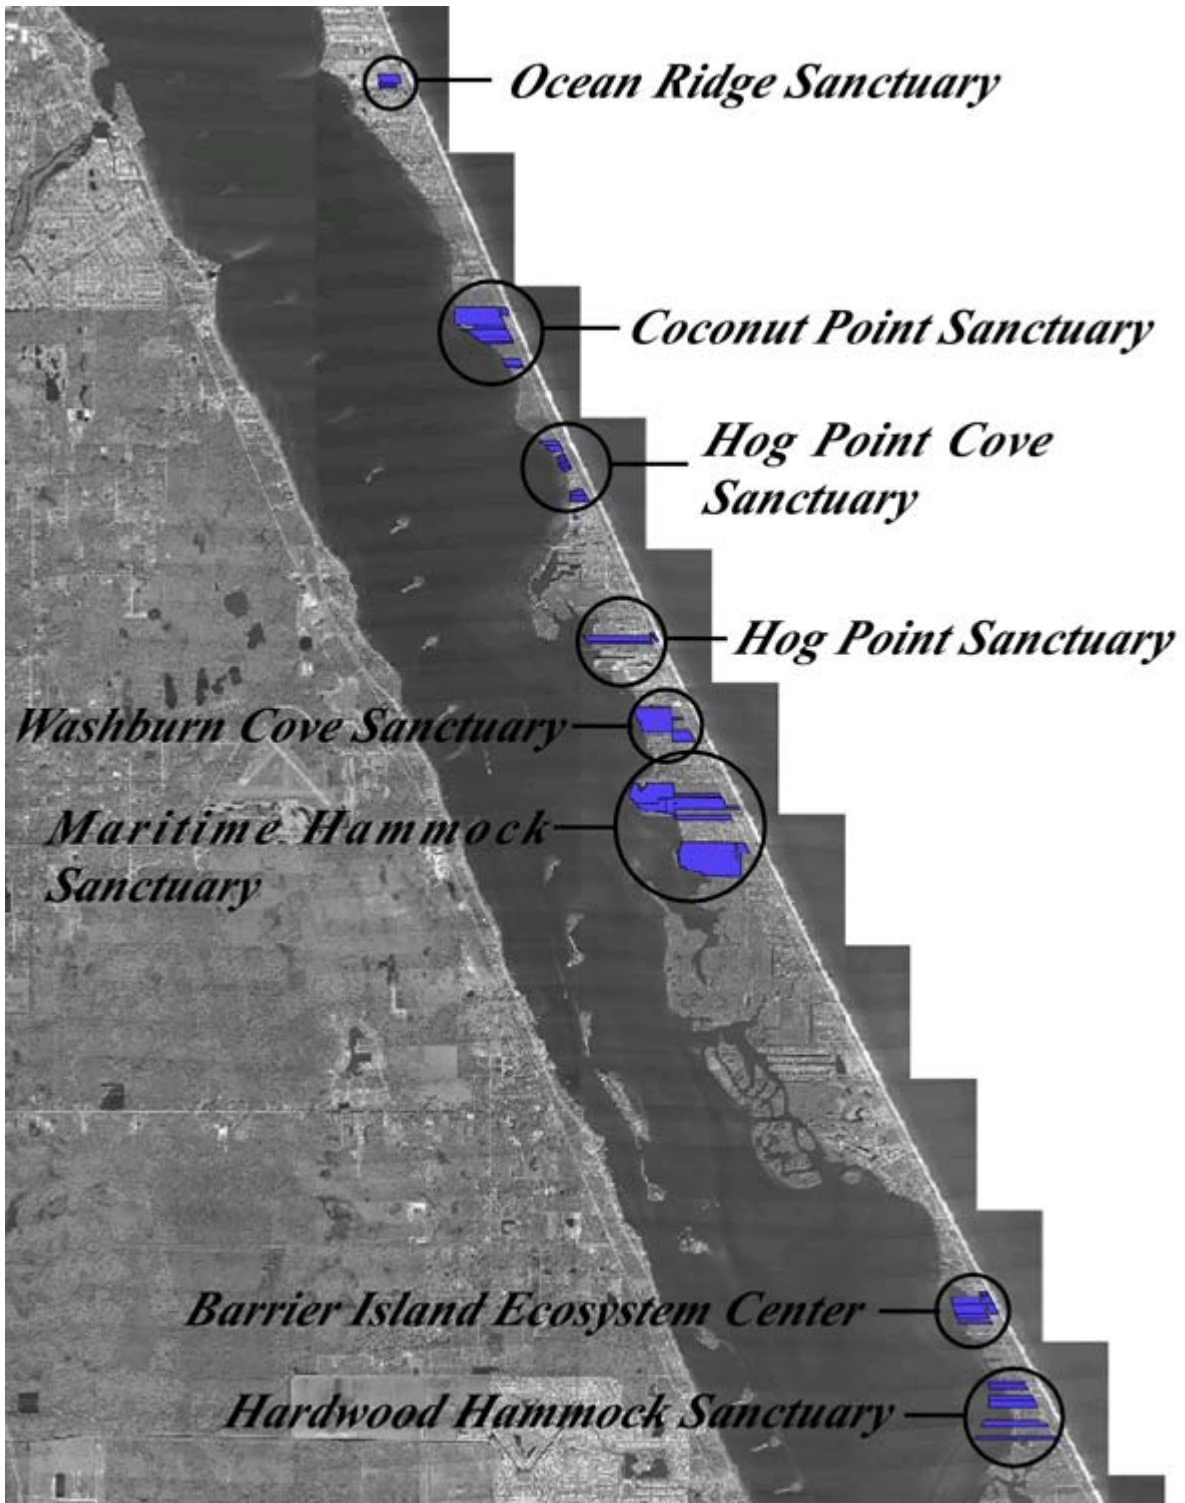 Ocean Ridge Sanctuary
Coconut Point Sanctuary
Hog Point Cove
Sanctuary
Hog Point Sanctuary
Washburn Cove Sanctuary
Maritime Hammock
Sanctuary
Barrier Island Ecosystem Center
Hardwood Hammock Sanctuary